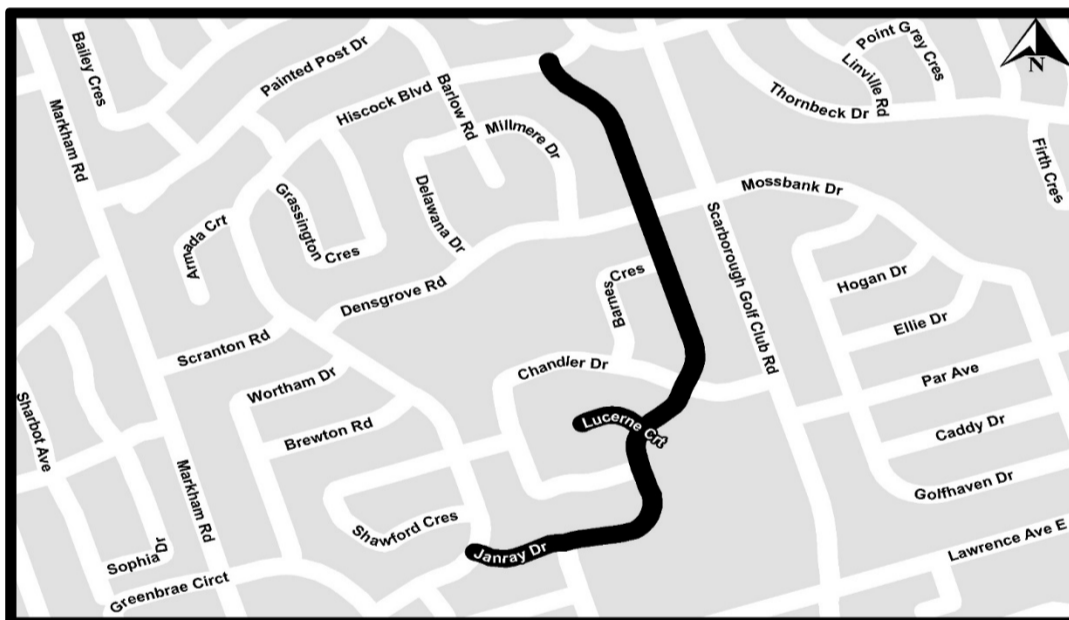 Bailey Cres
Markham Rd
Painted Post Dr
Hiscock Blvd
Barlow Rd
Millmere Dr
Point Grey Cres
Linville Rd
Thornbeck Dr
N
Firth Cres
Mossbank Dr
Grassington
Cres
Armada Crt
Delawana Dr
Densgrove Rd
Barnes
Cres
Scarborough Golf Club Rd
Hogan Dr
Ellie Dr
Scranton Rd
Wortham Dr
Brewton Rd
Chandler Dr
Lucerne Crt
Par Ave
Caddy Dr
Golfhaven Dr
Sharbot Ave
Markham Rd
Shawford Cres
Janray Dr
Lawrence Ave E
Sophia
Dr
Greenbrae Circt